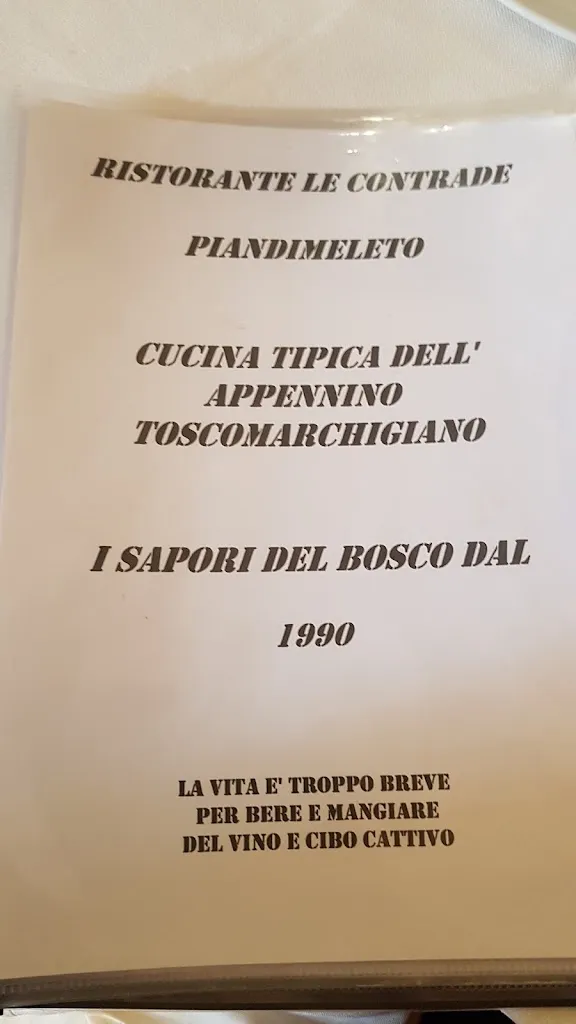 RISTORANTE LE CONTRADE
PIANDIMELETO
CUCINA TIPICA DELL'
APPENNINO
TOSCOMARCHIGIANO
I SAPORI DEL BOSCO DAL
1990
LA VITA E' TROPPO BREVE
PER BERE E MANGIARE
DEL VINO E CIBO CATTIVO